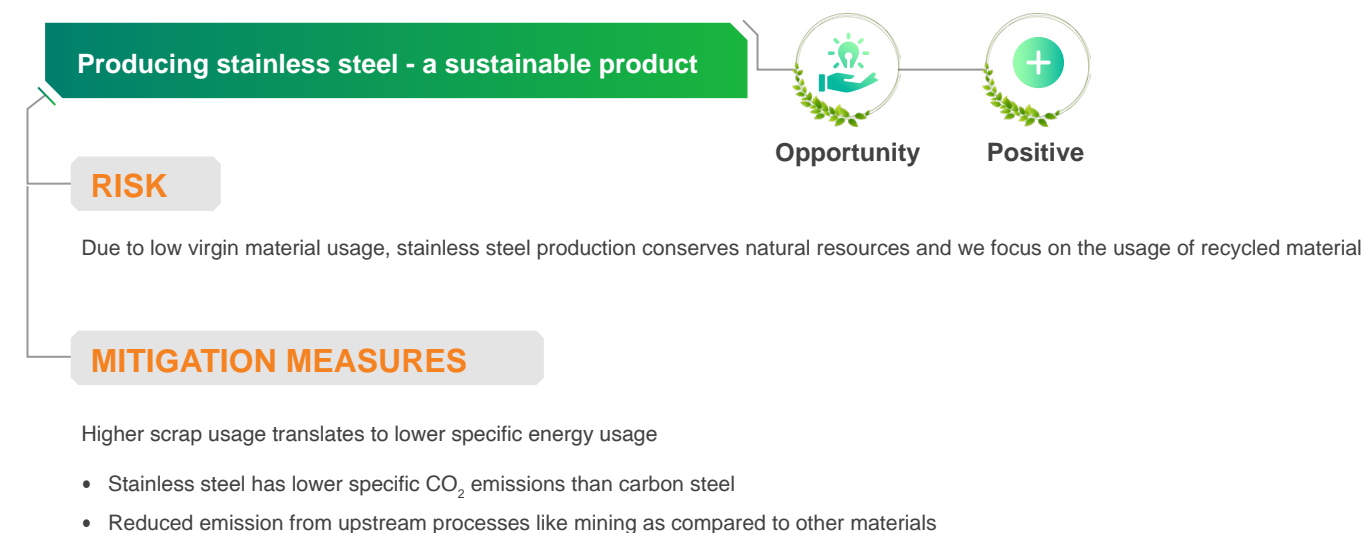 Producing stainless steel - a sustainable product
Opportunity
Positive
RISK
Due to low virgin material usage, stainless steel production conserves natural resources and we focus on the usage of recycled material
MITIGATION MEASURES
Higher scrap usage translates to lower specific energy usage
• Stainless steel has lower specific CO₂ emissions than carbon steel
• Reduced emission from upstream processes like mining as compared to other materials